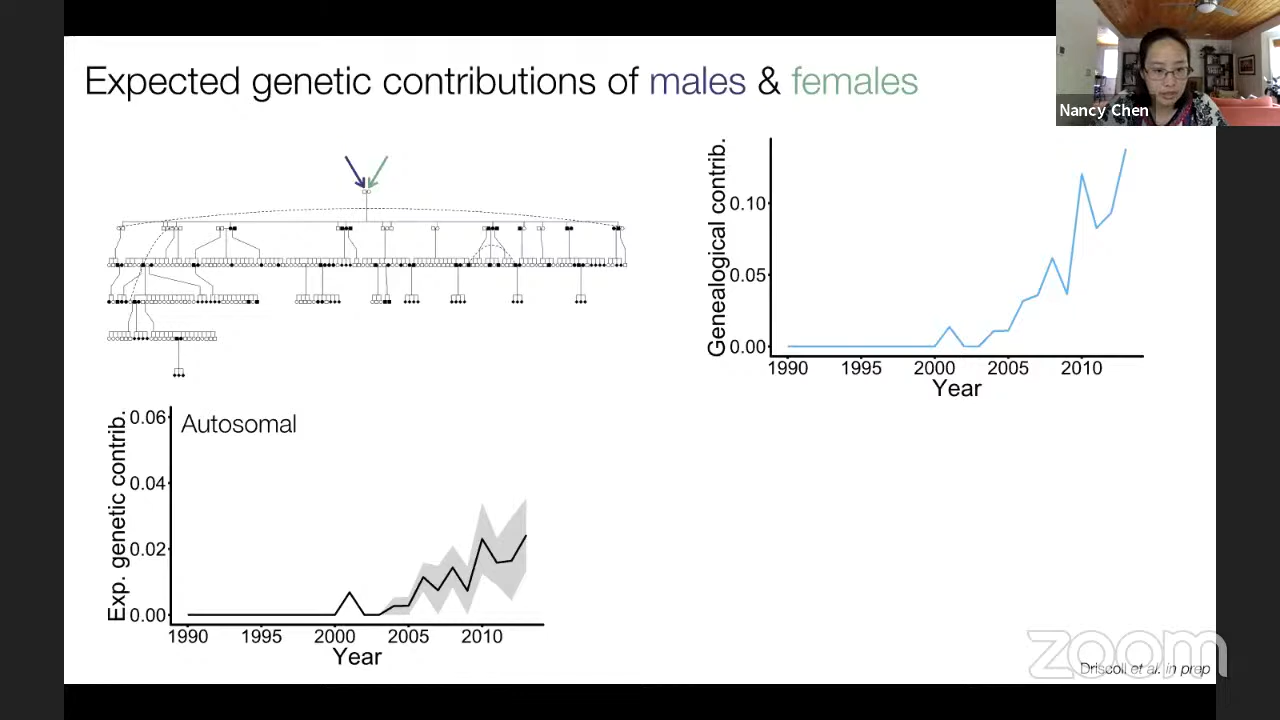 Expected genetic contributions of males & females
Nancy Chen
Genealogical contrib.
0.10
0.05
0.00
1990 1995 2000 2005 2010
Year
Autosomal
Exp. genetic contrib.
0.06
0.04
0.02
0.00
1990 1995 2000 2005 2010
Year
zoom
Driscoll et al. in prep